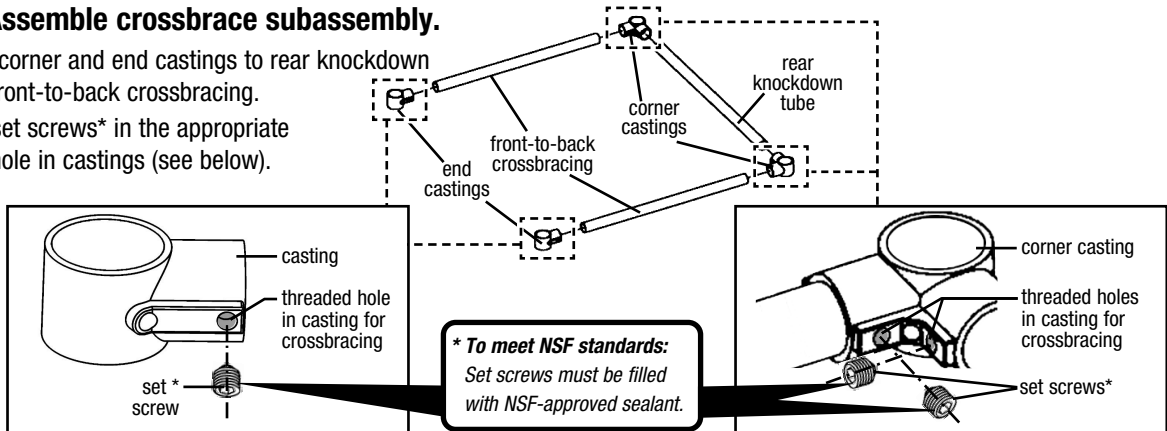 Assemble crossbrace subassembly.
corner and end castings to rear knockdown
front-to-back crossbracing.
set screws* in the appropriate
hole in castings (see below).
rear
knockdown
tube
corner
castings
front-to-back
crossbracing
end
castings
casting
threaded hole
in casting for
crossbracing
set *
screw
* To meet NSF standards:
Set screws must be filled
with NSF-approved sealant.
corner casting
threaded holes
in casting for
crossbracing
set screws*